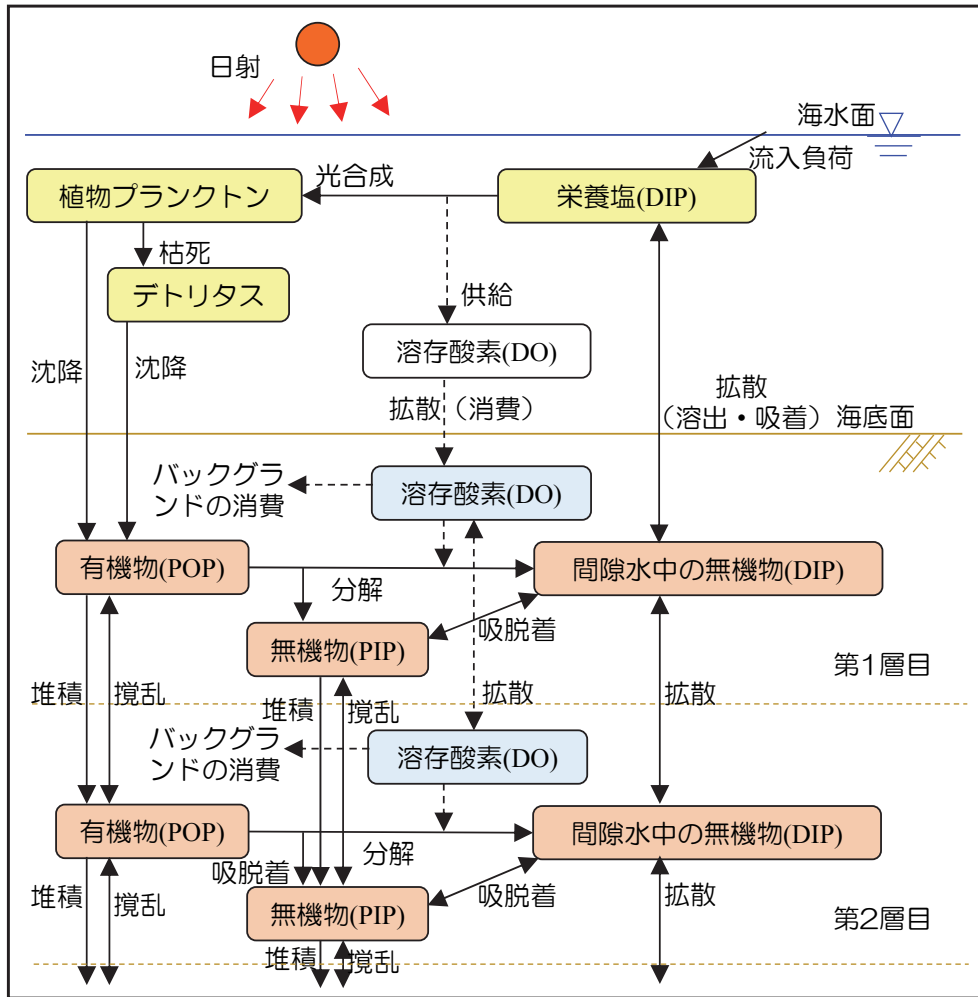 日射
海水面
流入負荷
光合成
植物プランクトン
栄養塩(DIP)
枯死
デトリタス
供給
溶存酸素(DO)
沈降
沈降
拡散（消費）
拡散
（溶出・吸着）
海底面
バックグラ
ンドの消費
溶存酸素(DO)
有機物(POP)
間隙水中の無機物(DIP)
分解
吸脱着
無機物(PIP)
第1層目
堆積
攪乱
堆積
攪乱
拡散
拡散
バックグラ
ンドの消費
溶存酸素(DO)
有機物(POP)
間隙水中の無機物(DIP)
分解
吸脱着
吸脱着
堆積
攪乱
無機物(PIP)
拡散
第2層目
堆積
攪乱